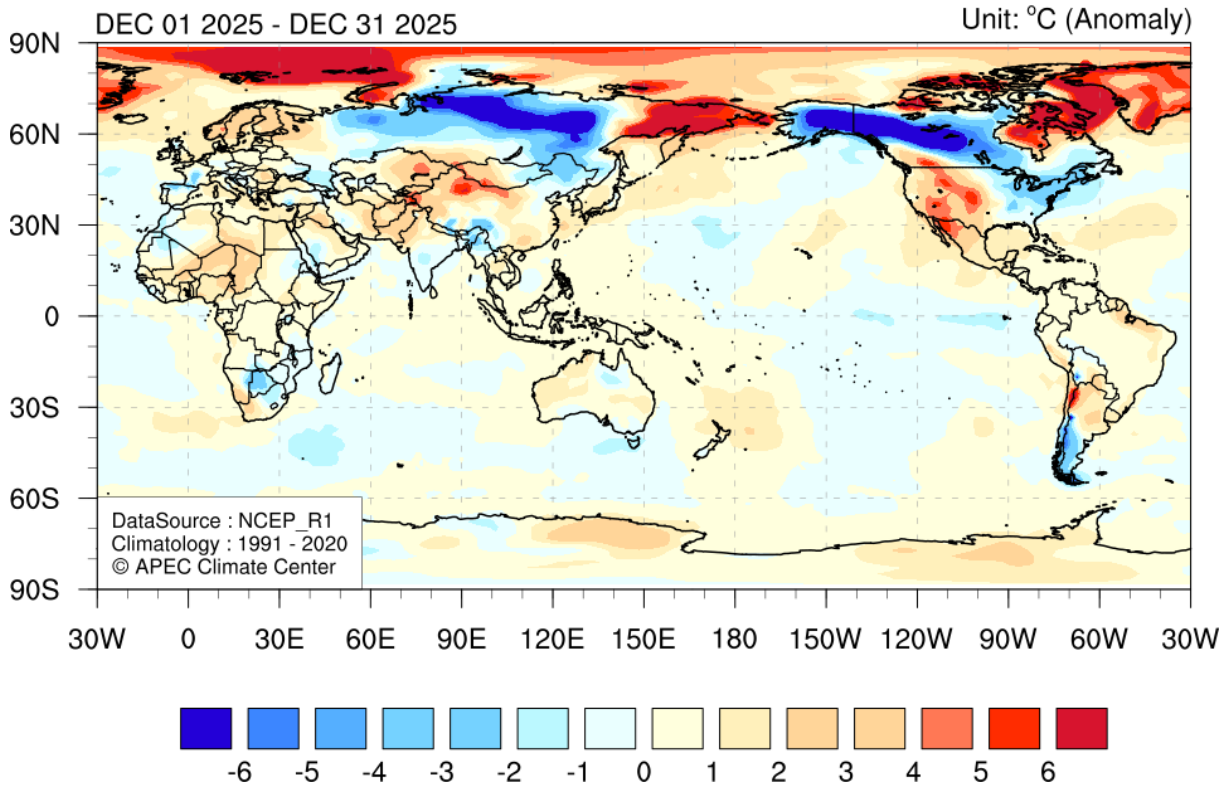 DEC 01 2025 - DEC 31 2025
Unit: °C (Anomaly)
90N
60N
30N
0
30S
60S
90S
DataSource : NCEP_R1
Climatology : 1991 - 2020
© APEC Climate Center
30W 0 30E 60E 90E 120E 150E 180 150W 120W 90W 60W 30W
-6 -5 -4 -3 -2 -1 0 1 2 3 4 5 6